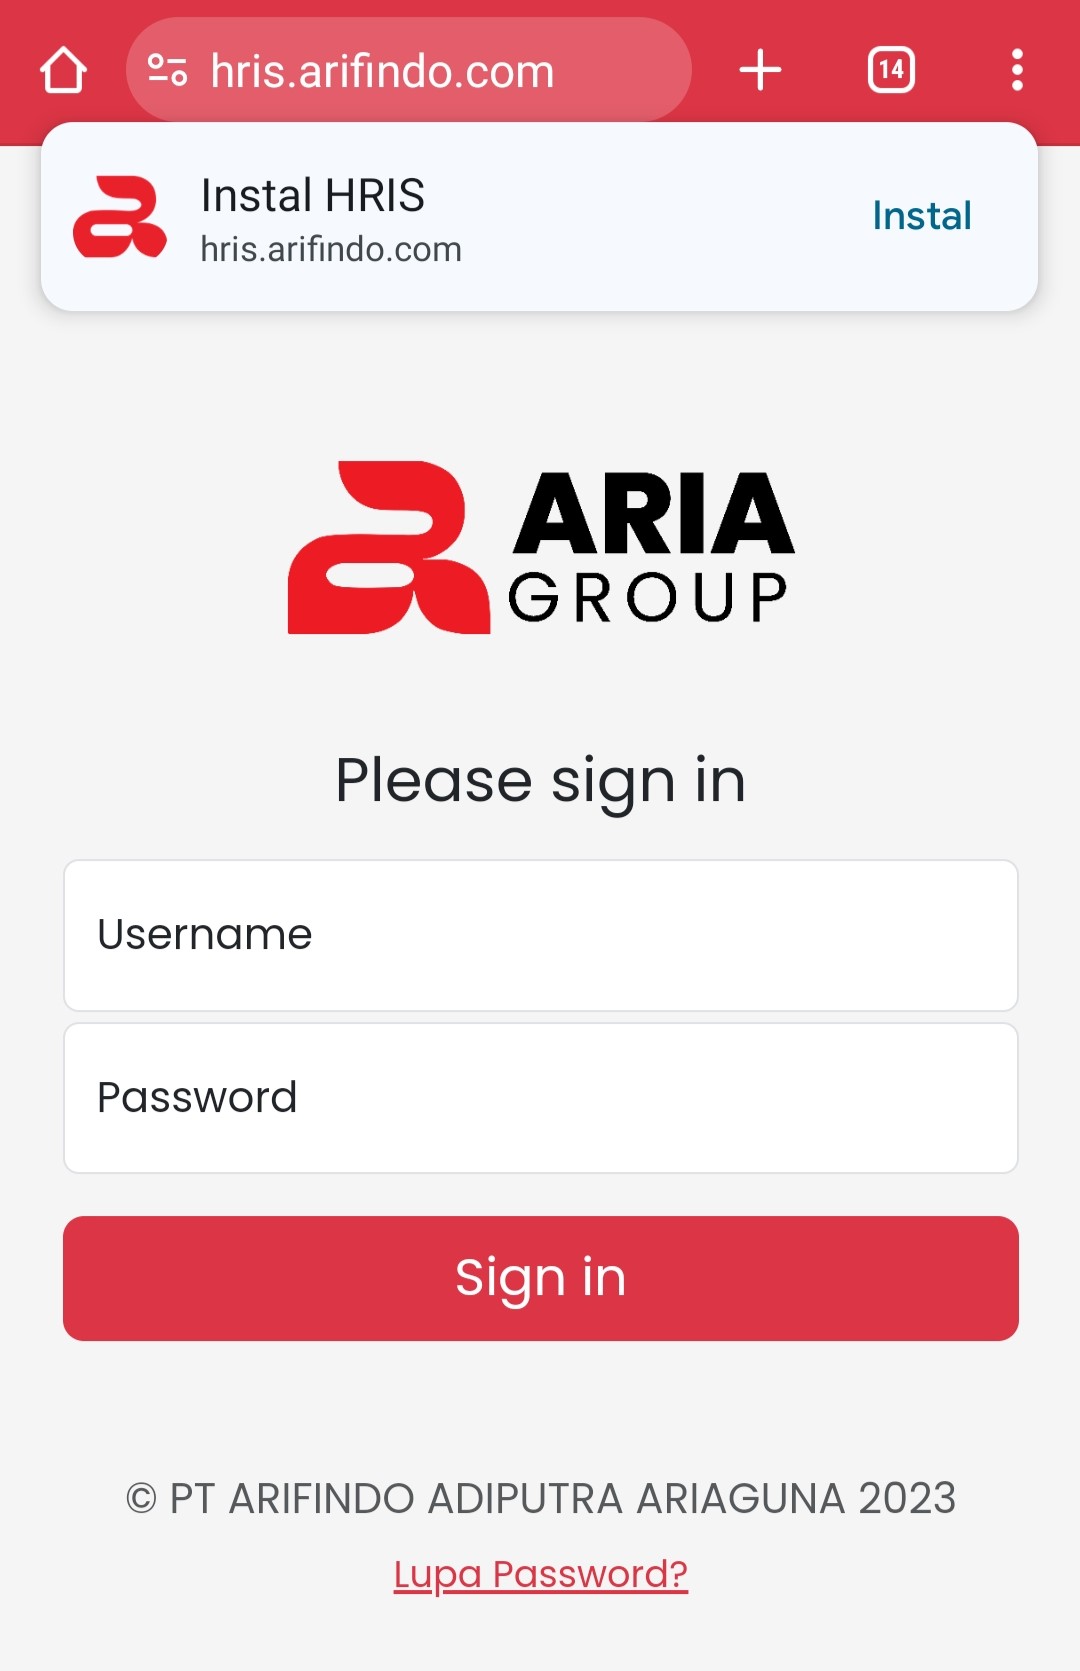 hris.arifindo.com
14
Instal HRIS
hris.arifindo.com
Instal
ARIA
GROUP
Please sign in
Username
Password
Sign in
© PT ARIFINDO ADIPUTRA ARIAGUNA 2023
Lupa Password?